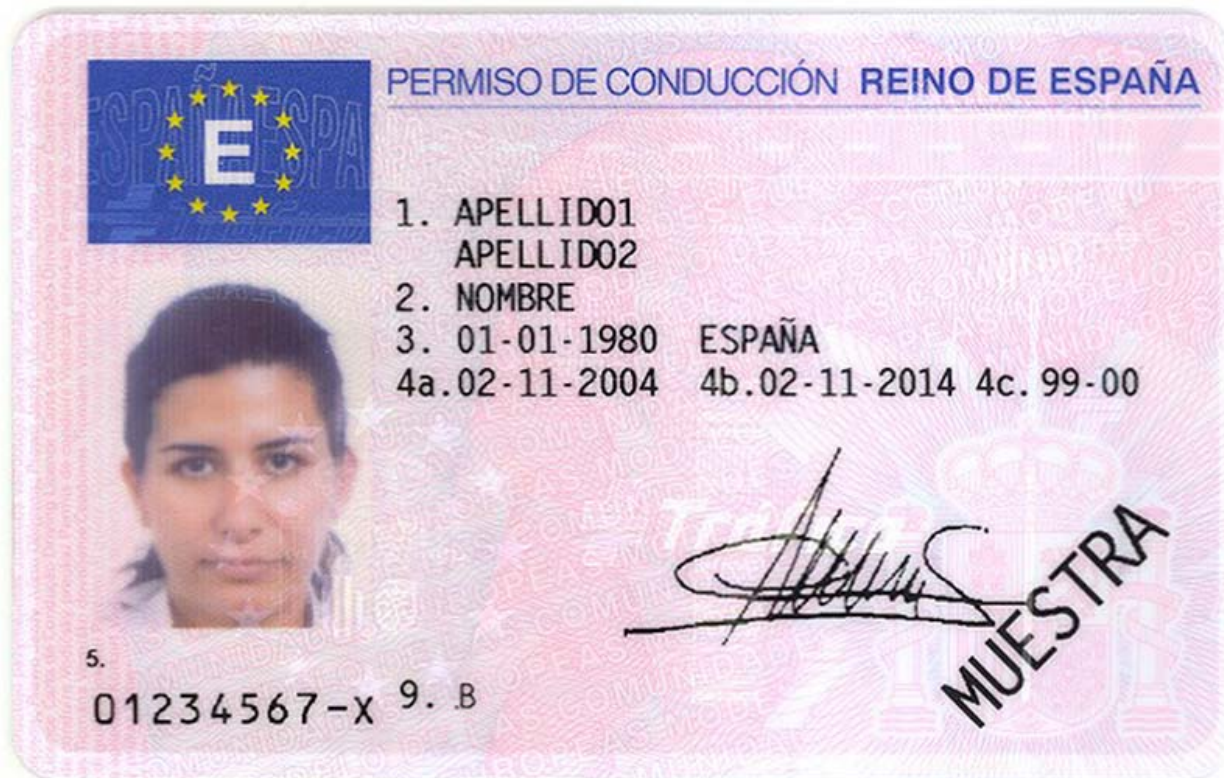 PERMISO DE CONDUCCIÓN REINO DE ESPAÑA
E
1. APELLIDO1
APELLIDO2
2. NOMBRE
3. 01-01-1980 ESPAÑA
4a.02-11-2004 4b.02-11-2014 4c.99-00
Tráfico
MUESTRA
5.
01234567-X 9. B